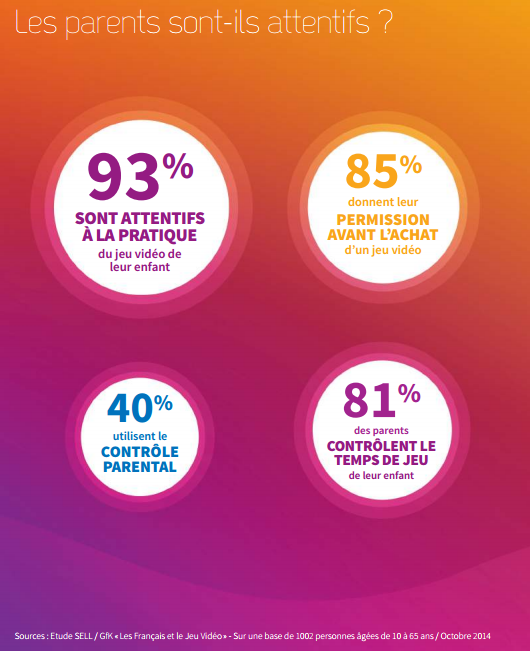 Les parents sont-ils attentifs ?
93%
SONT ATTENTIFS
À LA PRATIQUE
du jeu vidéo de
leur enfant
85%
donnent leur
PERMISSION
AVANT L'ACHAT
d'un jeu vidéo
40%
utilisent le
CONTRÔLE
PARENTAL
81%
des parents
CONTRÔLENT LE
TEMPS DE JEU
de leur enfant
Sources : Etude SELL / GfK « Les Français et le Jeu Vidéo » - Sur une base de 1002 personnes âgées de 10 à 65 ans / Octobre 2014